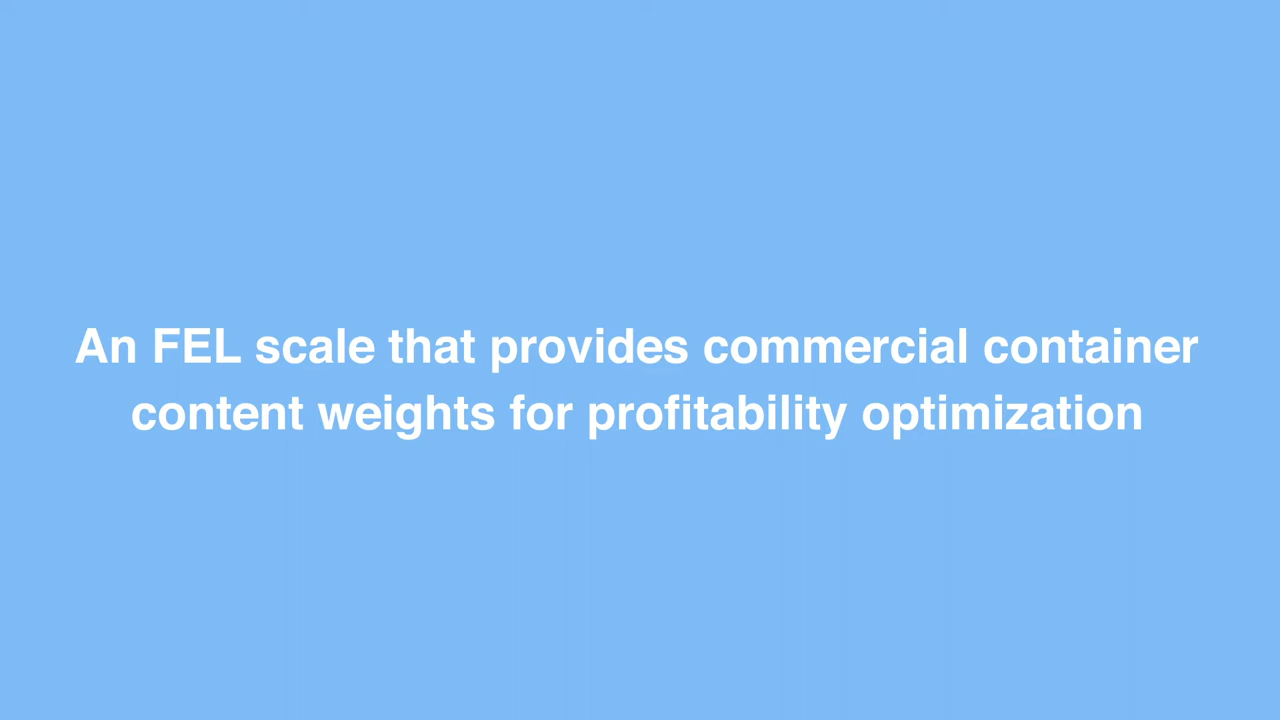 An FEL scale that provides commercial container
content weights for profitability optimization